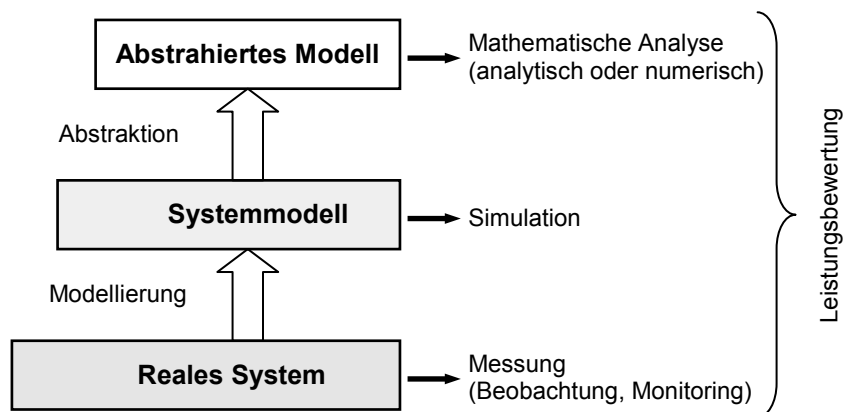 Abstrahiertes Modell
Mathematische Analyse
(analytisch oder numerisch)
Abstraktion
Systemmodell
Simulation
Modellierung
Reales System
Messung
(Beobachtung, Monitoring)
Leistungsbewertung